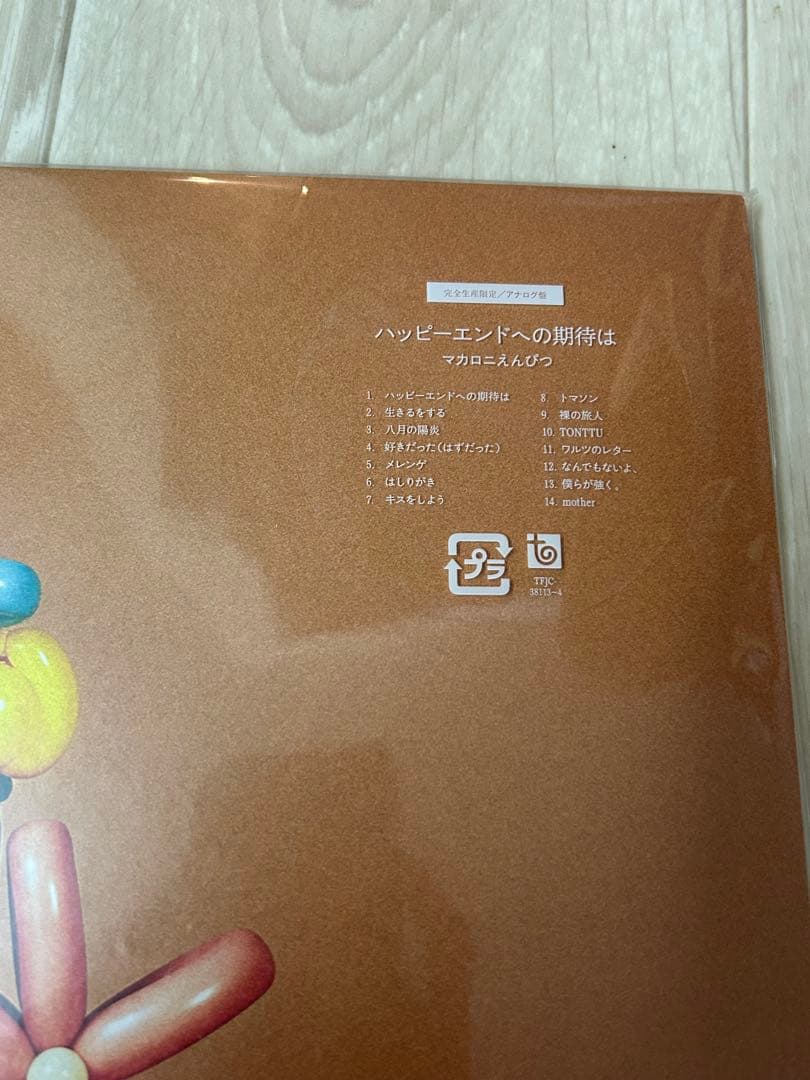 完全生産限定/アナログ盤
ハッピーエンドへの期待は
マカロニえんぴつ
1. ハッピーエンドへの期待は
2. 生きるをする
3. 八月の陽炎
4. 好きだった(はずだった)
5. メレンゲ
6. はしりがき
7. キスをしよう
8. トマソン
9. 裸の旅人
10. TONTTU
11. ワルツのレター
12. なんでもないよ、
13. 僕らが強く。
14. mother
プラ
TFJC-
38113~4